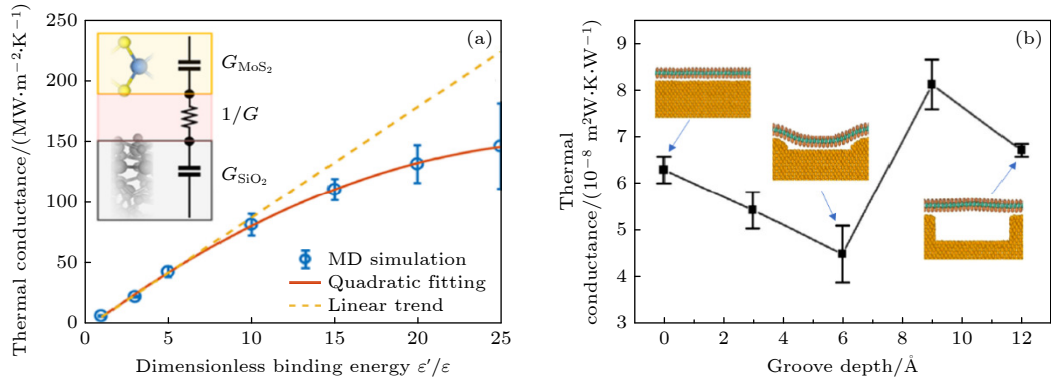 (a)
Thermal conductance/(MW·m⁻²·K⁻¹)
250
200
150
100
50
0
G_MoS₂
1/G
G_SiO₂
MD simulation
Quadratic fitting
Linear trend
0 5 10 15 20 25
Dimensionless binding energy ε′/ε
(b)
Thermal
conductance/(10⁻⁸ m²W·K·W⁻¹)
9
8
7
6
5
4
3
0 2 4 6 8 10 12
Groove depth/Å